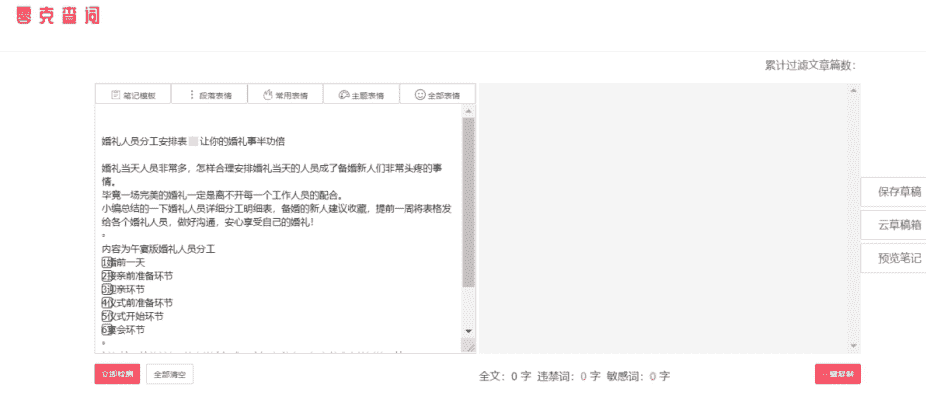 零克查词
累计过滤文章篇数：
笔记模板 段落表情 常用表情 主题表情 全部表情
婚礼人员分工安排表 让你的婚礼事半功倍
婚礼当天人员非常多，怎样合理安排婚礼当天的人员成了备婚新人们非常头疼的事
情。
毕竟一场完美的婚礼一定是离不开每一个工作人员的配合。
小编总结的一下婚礼人员详细分工明细表，备婚的新人建议收藏，提前一周将表格发
给各个婚礼人员，做好沟通，安心享受自己的婚礼！
。
内容为午宴版婚礼人员分工
1婚前一天
2接亲前准备环节
3迎亲环节
4仪式前准备环节
5仪式开始环节
6宴会环节
。
保存草稿
云草稿箱
预览笔记
立即检测 全部清空
全文：0 字 违禁词：0 字 敏感词：0 字
一键复制